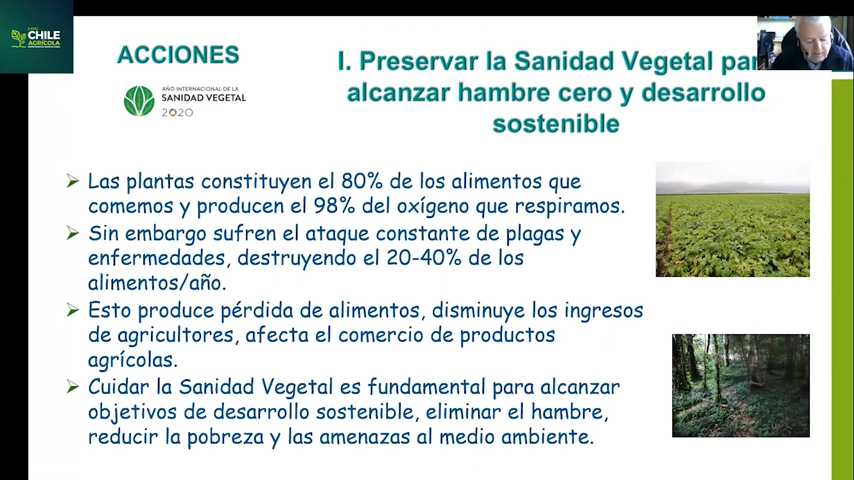 CHILE
AGRÍCOLA
ACCIONES
AÑO INTERNACIONAL DE LA
SANIDAD VEGETAL
2020
I. Preservar la Sanidad Vegetal par
alcanzar hambre cero y desarrollo
sostenible
Las plantas constituyen el 80% de los alimentos que
comemos y producen el 98% del oxígeno que respiramos.
Sin embargo sufren el ataque constante de plagas y
enfermedades, destruyendo el 20-40% de los
alimentos/año.
Esto produce pérdida de alimentos, disminuye los ingresos
de agricultores, afecta el comercio de productos
agrícolas.
Cuidar la Sanidad Vegetal es fundamental para alcanzar
objetivos de desarrollo sostenible, eliminar el hambre,
reducir la pobreza y las amenazas al medio ambiente.